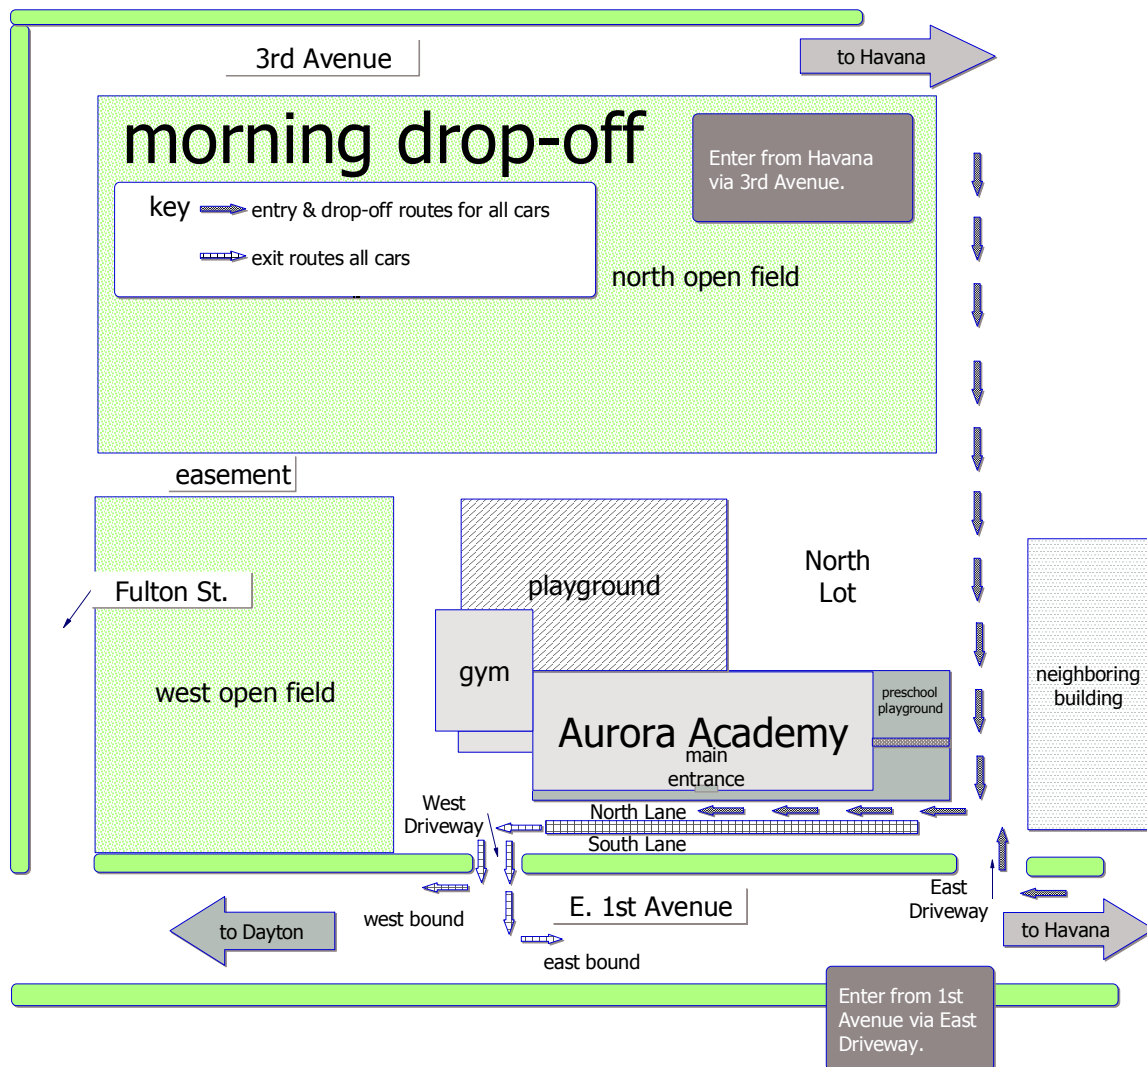 3rd Avenue
to Havana
morning drop-off
Enter from Havana
via 3rd Avenue.
key
entry & drop-off routes for all cars
exit routes all cars
north open field
easement
Fulton St.
playground
North
Lot
gym
west open field
neighboring
building
preschool
playground
Aurora Academy
main
entrance
West
Driveway
North Lane
South Lane
East
Driveway
west bound
E. 1st Avenue
to Dayton
to Havana
east bound
Enter from 1st
Avenue via East
Driveway.